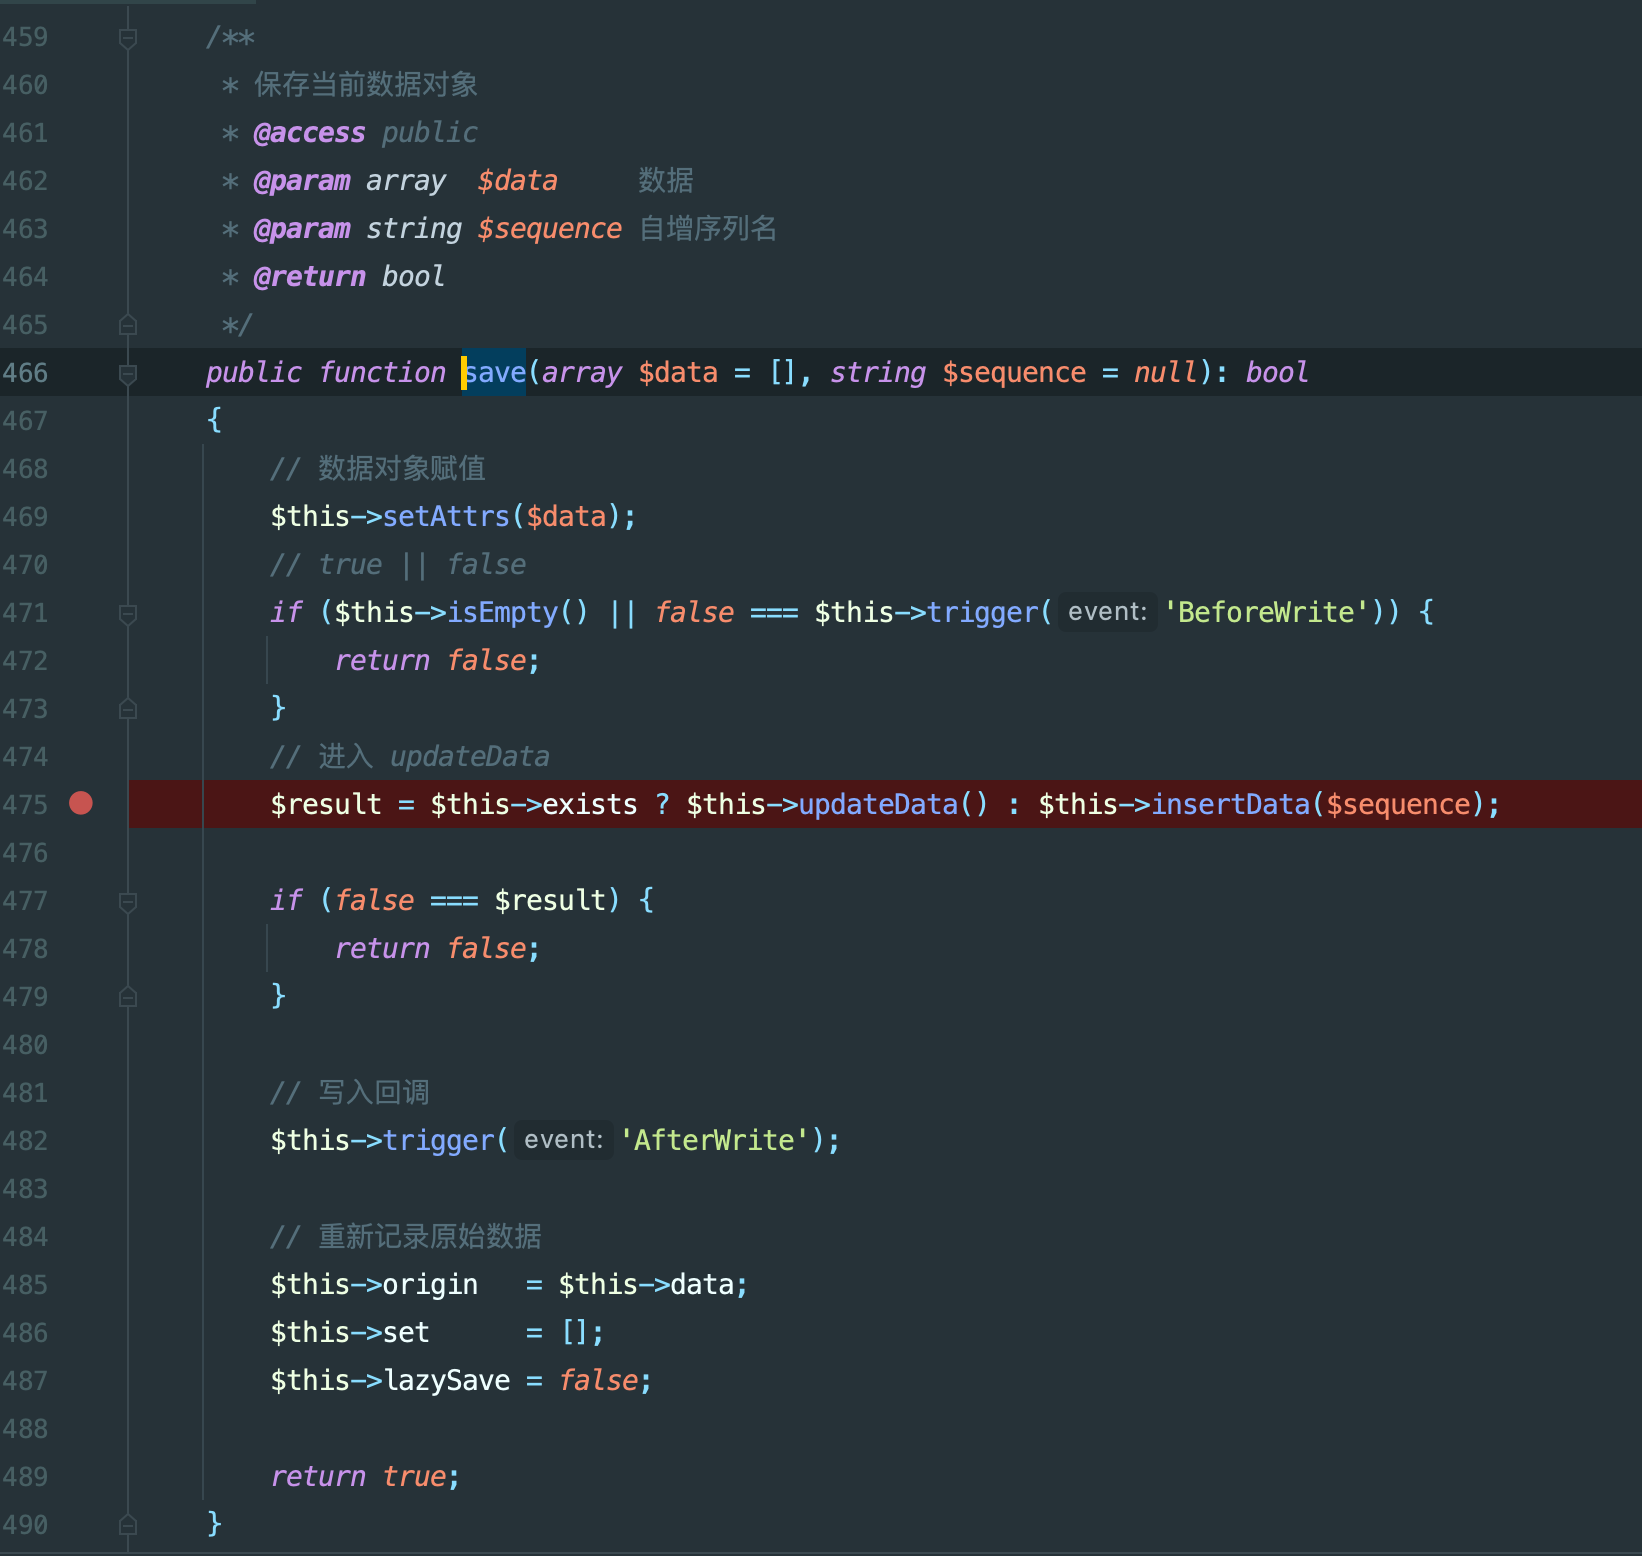 459 /**
460 * 保存当前数据对象
461 * @access public
462 * @param array $data 数据
463 * @param string $sequence 自增序列名
464 * @return bool
465 */
466 public function save(array $data = [], string $sequence = null): bool
467 {
468 // 数据对象赋值
469 $this->setAttrs($data);
470 // true || false
471 if ($this->isEmpty() || false === $this->trigger( event: 'BeforeWrite')) {
472 return false;
473 }
474 // 进入 updateData
475 $result = $this->exists ? $this->updateData() : $this->insertData($sequence);
476
477 if (false === $result) {
478 return false;
479 }
480
481 // 写入回调
482 $this->trigger( event: 'AfterWrite');
483
484 // 重新记录原始数据
485 $this->origin = $this->data;
486 $this->set = [];
487 $this->lazySave = false;
488
489 return true;
490 }